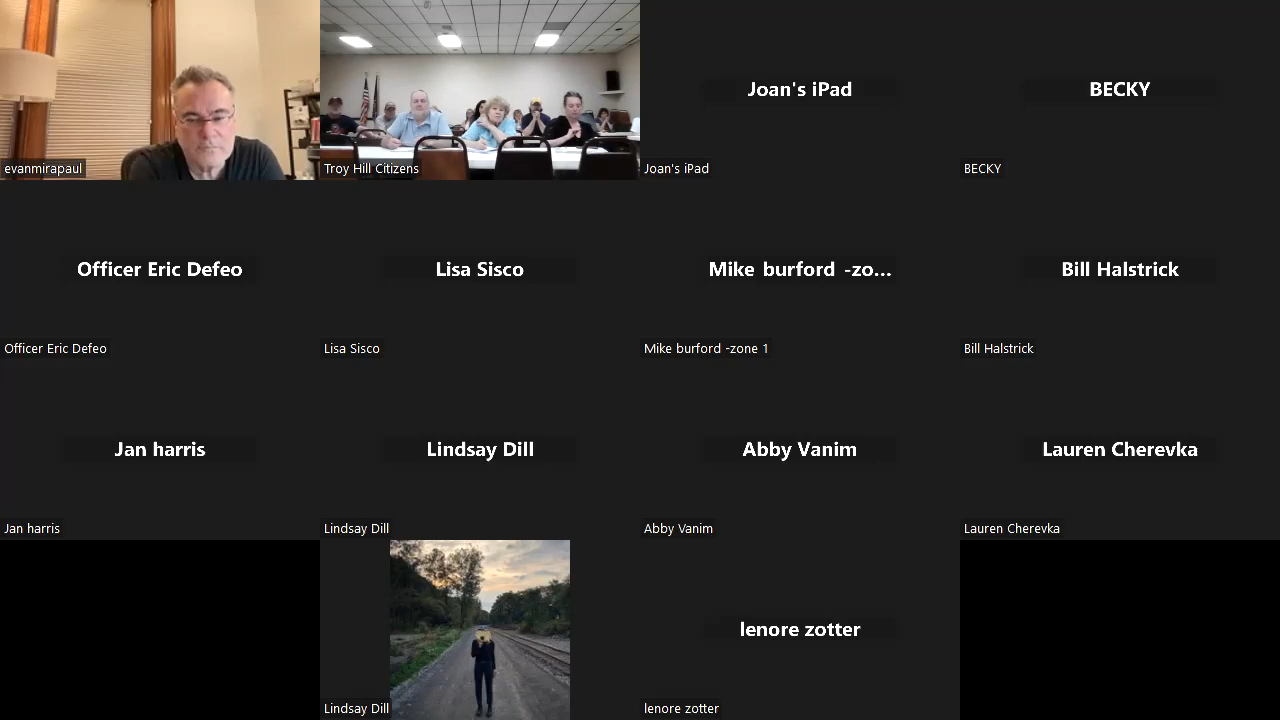 Joan's iPad
BECKY
evanmirapaul
Troy Hill Citizens
Joan's iPad
BECKY
Officer Eric Defeo
Lisa Sisco
Mike burford -zo...
Bill Halstrick
Officer Eric Defeo
Lisa Sisco
Mike burford -zone 1
Bill Halstrick
Jan harris
Lindsay Dill
Abby Vanim
Lauren Cherevka
Jan harris
Lindsay Dill
Abby Vanim
Lauren Cherevka
lenore zotter
Lindsay Dill
lenore zotter